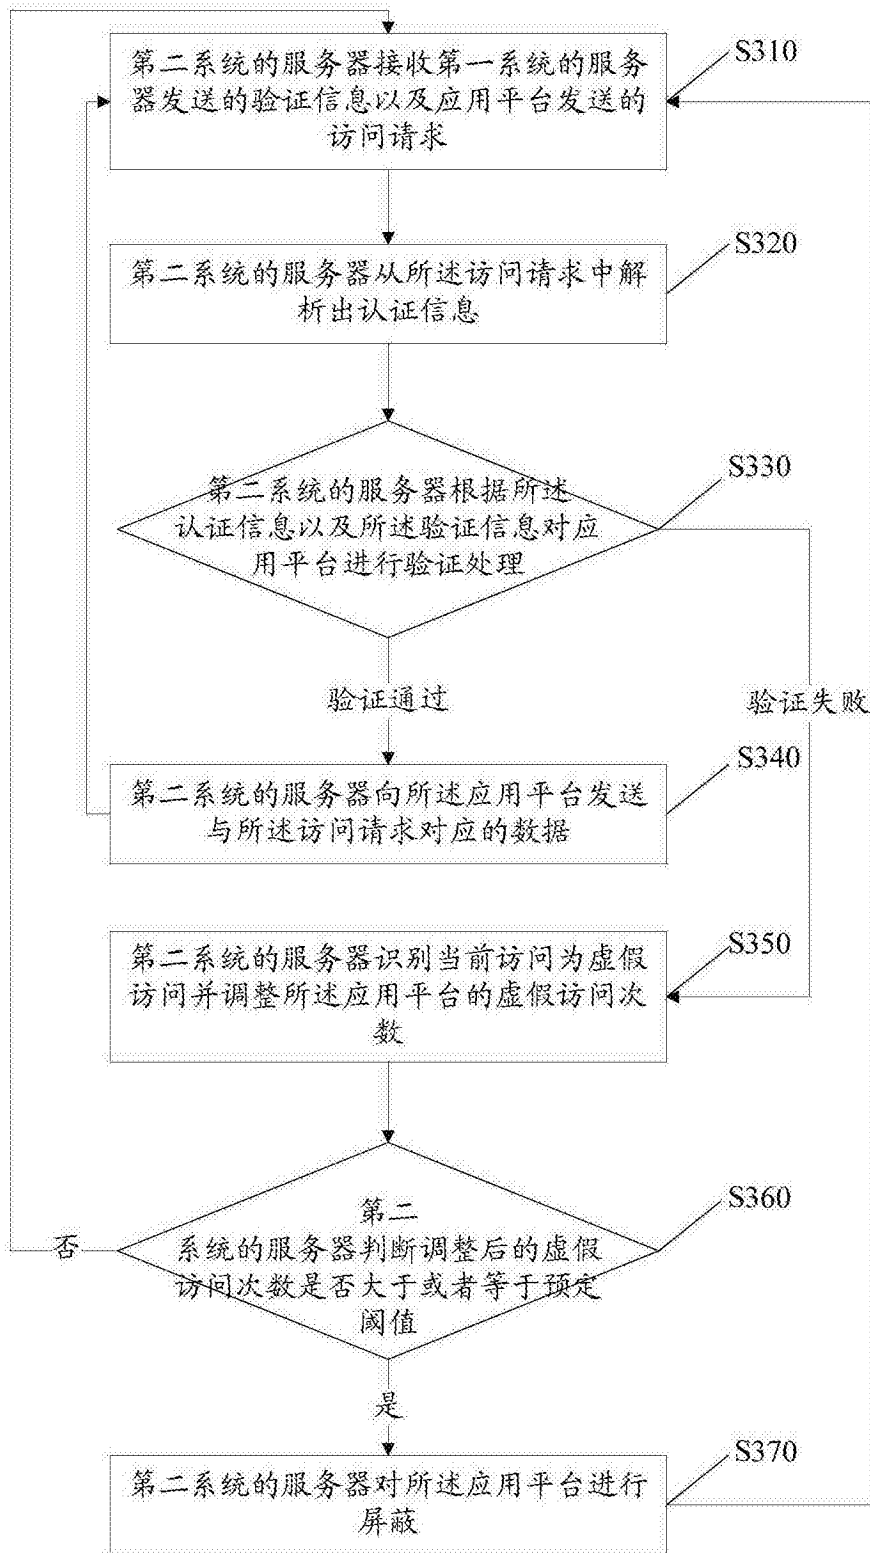 第二系统的服务器接收第一系统的服务
器发送的验证信息以及应用平台发送的
访问请求
S310
第二系统的服务器从所述访问请求中解
析出认证信息
S320
第二系统的服务器根据所述
认证信息以及所述验证信息对应
用平台进行验证处理
S330
验证通过
验证失败
第二系统的服务器向所述应用平台发送
与所述访问请求对应的数据
S340
第二系统的服务器识别当前访问为虚假
访问并调整所述应用平台的虚假访问次
数
S350
第二
系统的服务器判断调整后的虚假
访问次数是否大于或者等于预定
阈值
S360
否
是
第二系统的服务器对所述应用平台进行
屏蔽
S370